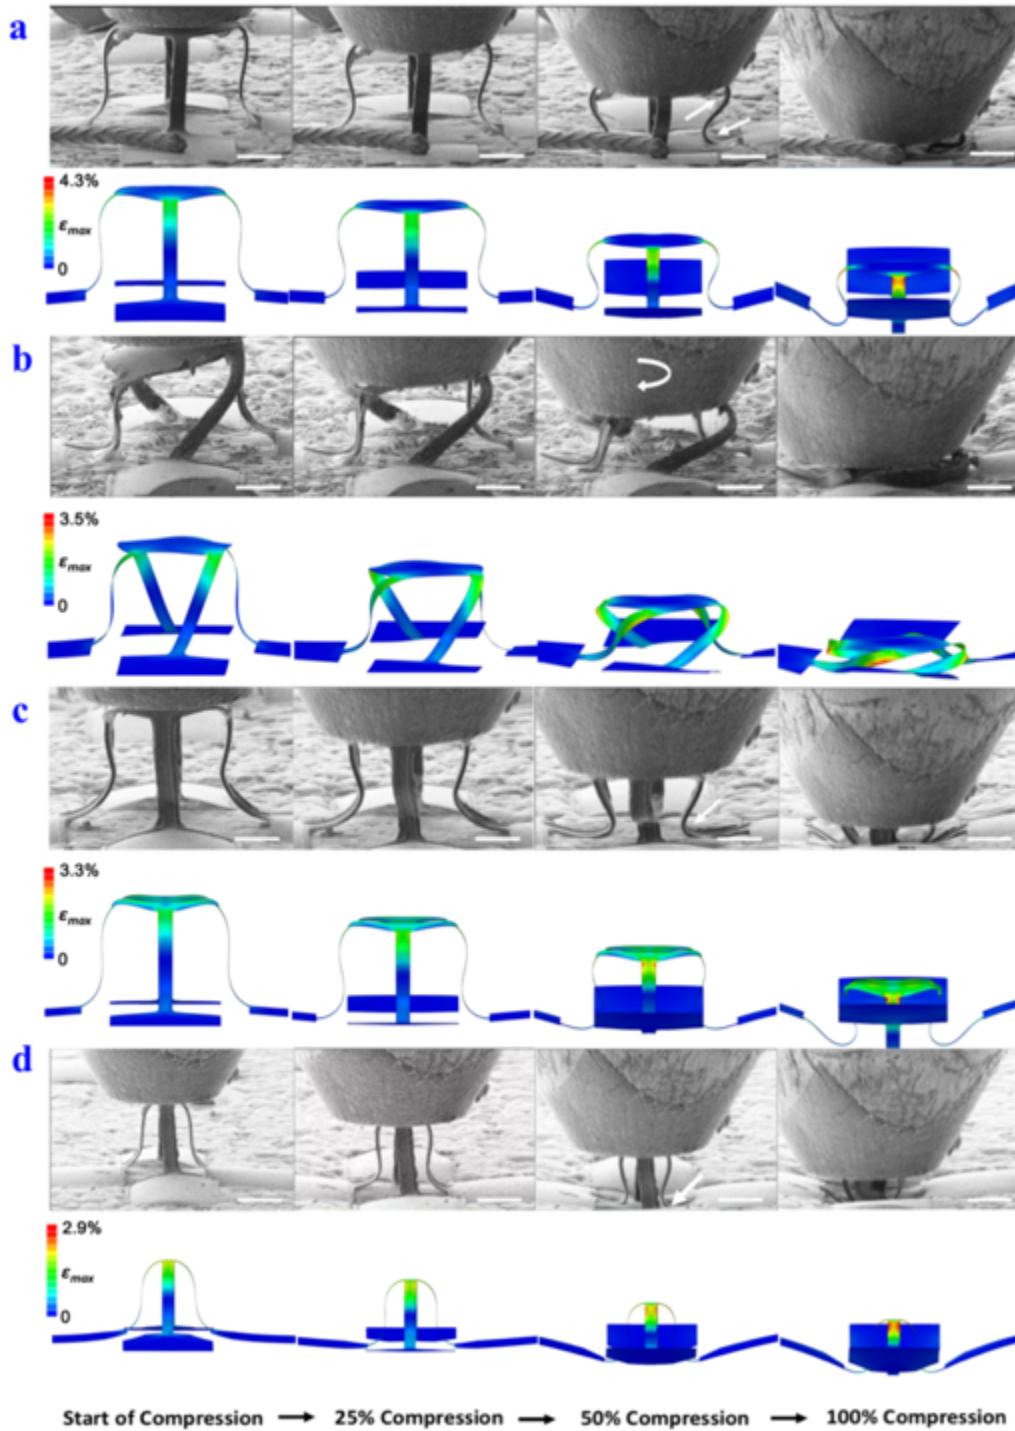 a
4.3%
εmax
0
b
3.5%
εmax
0
c
3.3%
εmax
0
d
2.9%
εmax
0
Start of Compression → 25% Compression → 50% Compression → 100% Compression